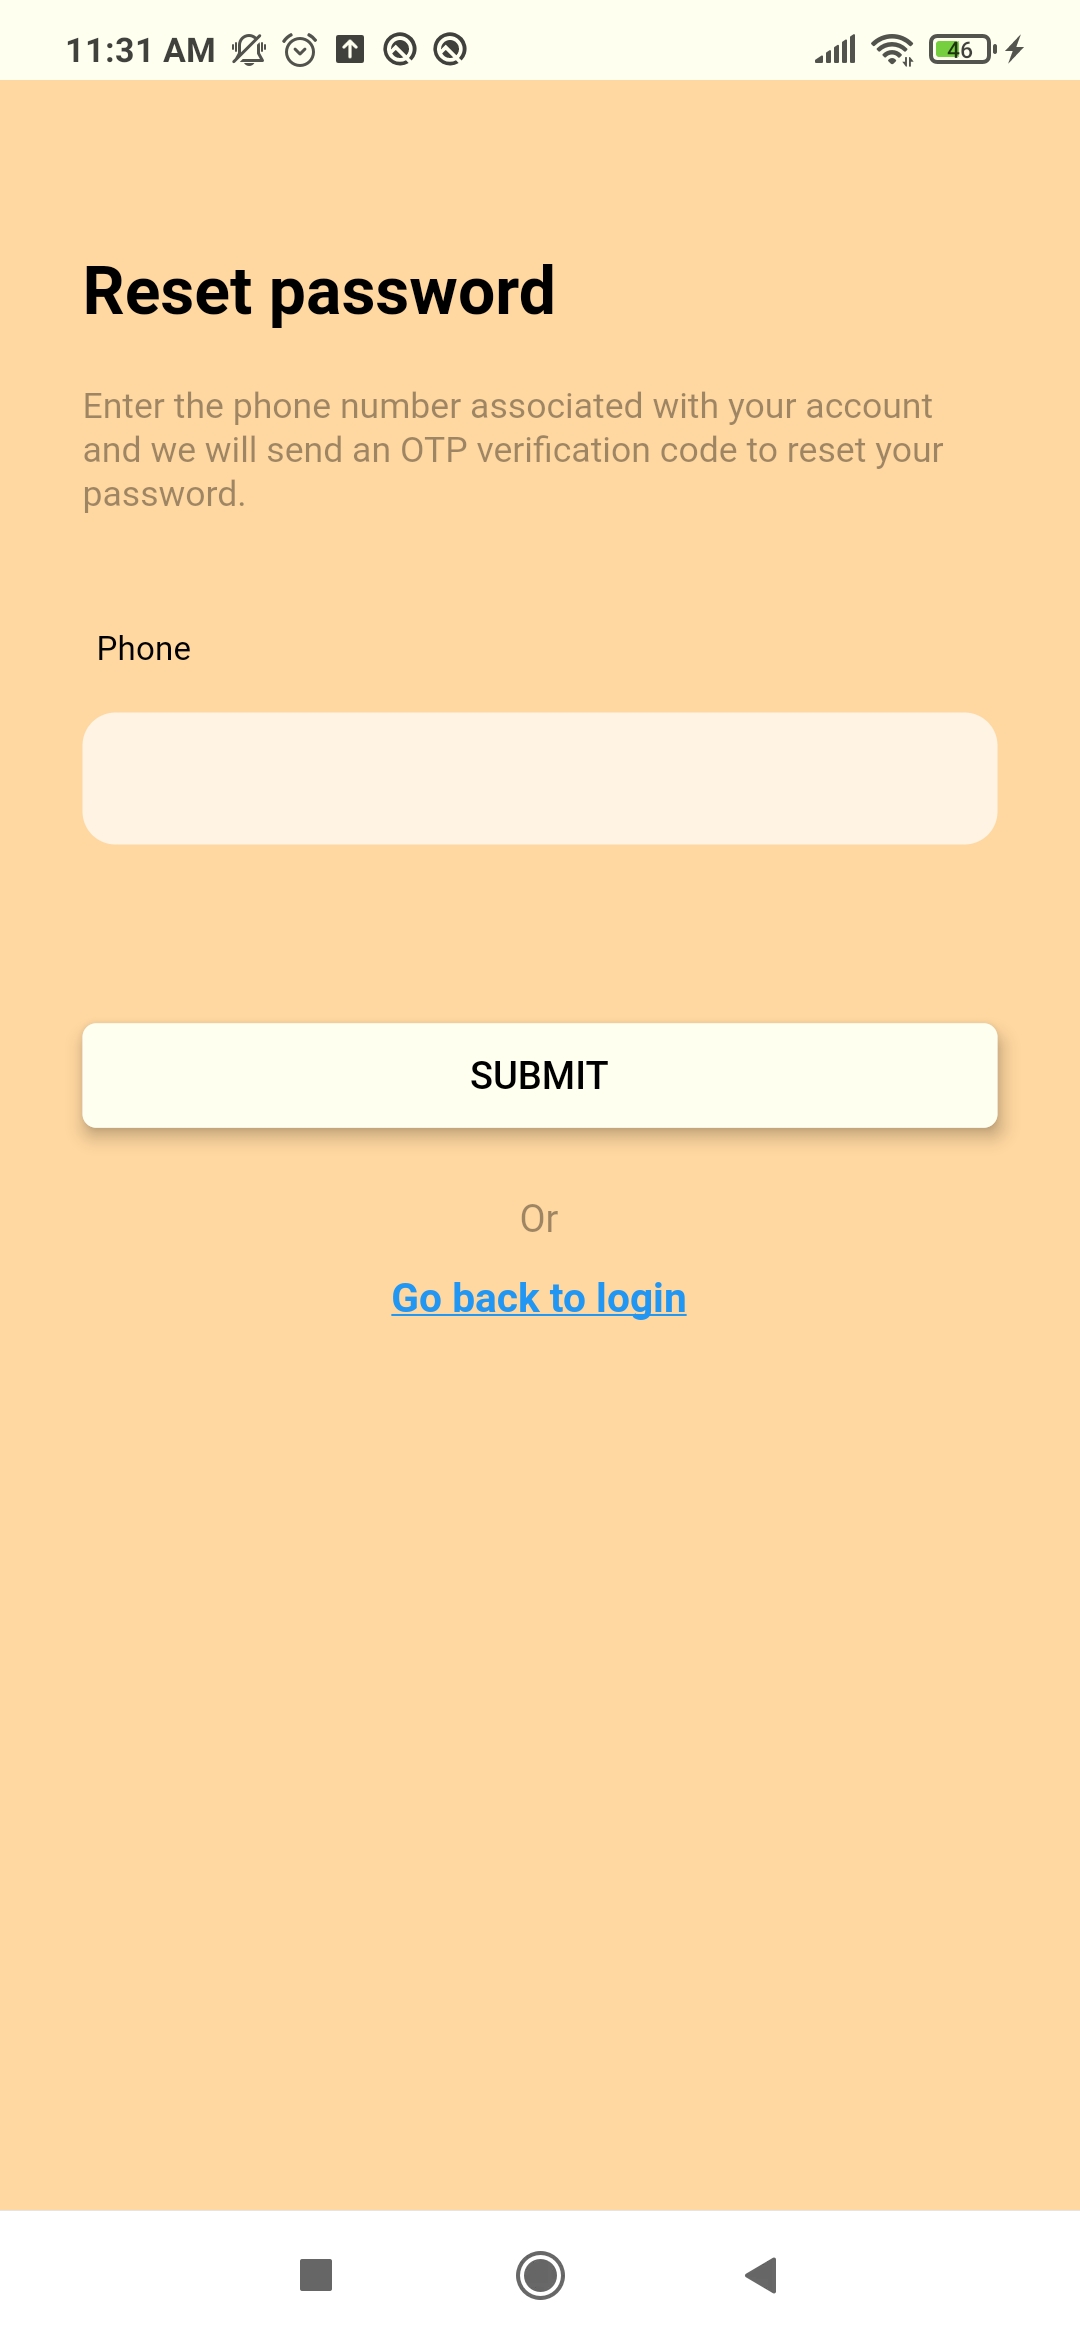 11:31 AM
46
Reset password
Enter the phone number associated with your account
and we will send an OTP verification code to reset your
password.
Phone
SUBMIT
Or
Go back to login